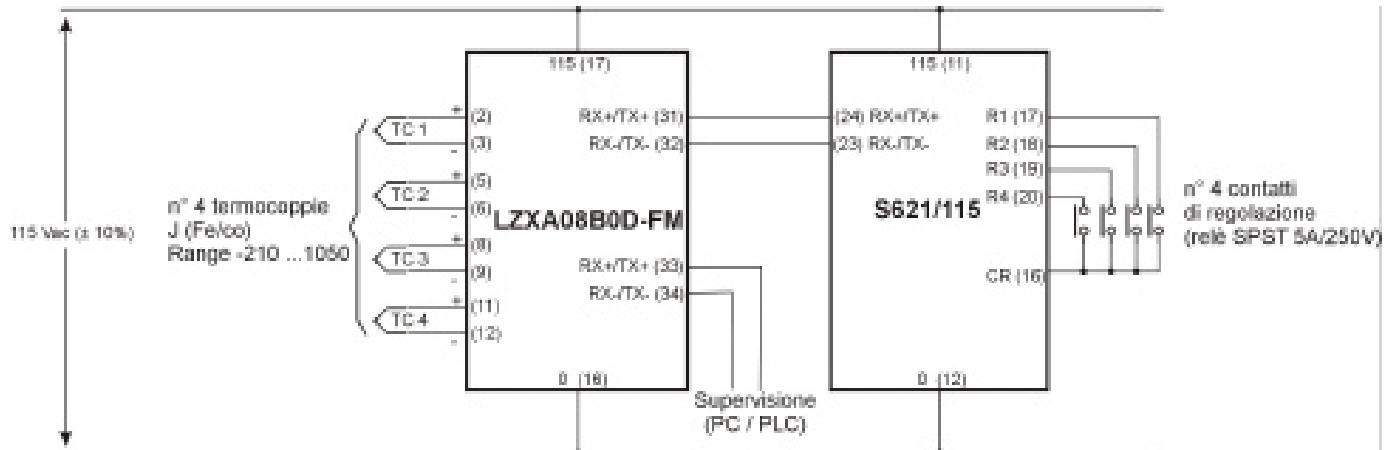 115 (17)
115 (11)
+ (2)
TC 1
- (3)
+ (5)
TC 2
- (6)
+ (8)
TC 3
- (9)
+ (11)
TC 4
- (12)
115 Vac (± 10%)
n° 4 termocoppie
J (Fe/co)
Range -210 ...1050
RX+/TX+ (31)
RX-/TX- (32)
LZXA08B0D-FM
RX+/TX+ (33)
RX-/TX- (34)
0 (16)
Supervisione
(PC / PLC)
(24) RX+/TX+
(23) RX-/TX-
R1 (17)
R2 (18)
R3 (19)
R4 (20)
S621/115
CR (16)
0 (12)
n° 4 contatti
di regolazione
(relè SPST 5A/250V)